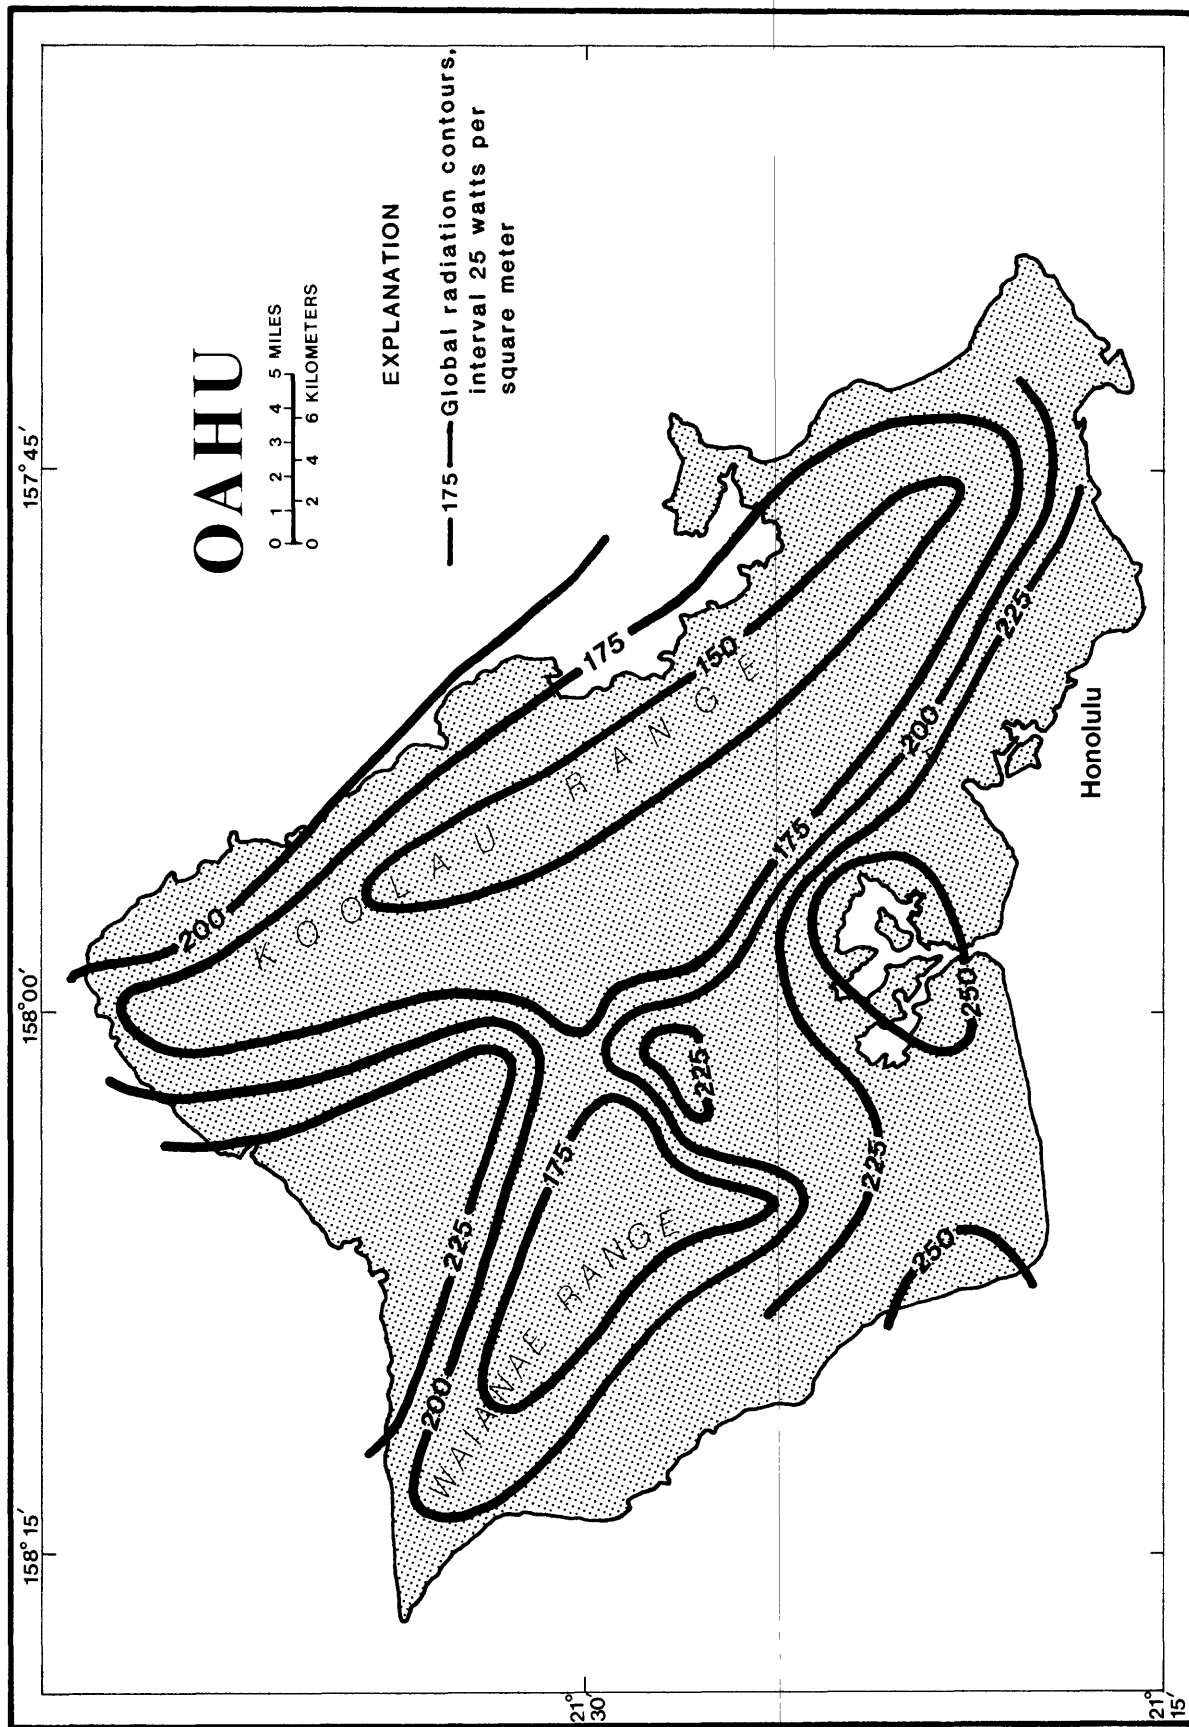 OAHU
0 1 2 3 4 5 MILES
0 2 4 6 KILOMETERS
EXPLANATION
175 Global radiation contours,
interval 25 watts per
square meter
158°15'
158°00'
157°45'
21°
30'
21°
15'
200
KOOLAU RANGE
175
150
225
200
175
WAIANAE RANGE
225
175
200
225
225
250
250
Honolulu